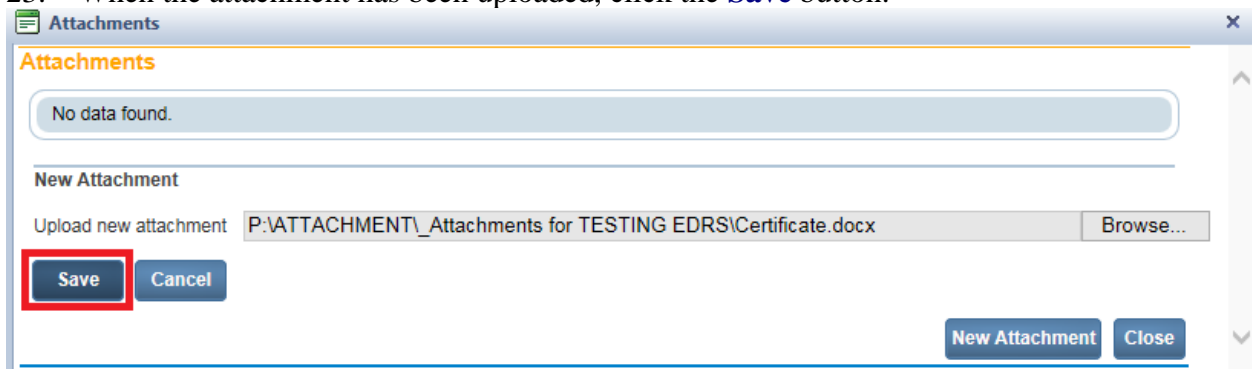 23. When the attachment has been uploaded, click the Save button.
Attachments
Attachments
No data found.
New Attachment
Upload new attachment P:\ATTACHMENT\_Attachments for TESTING EDRS\Certificate.docx Browse...
Save Cancel
New Attachment Close